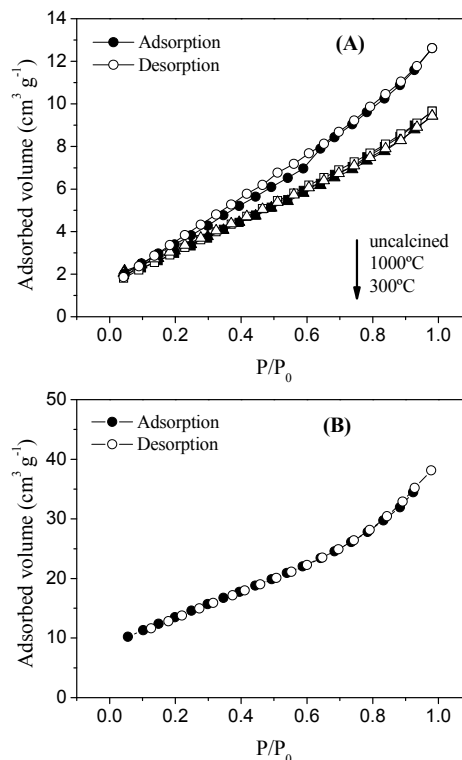 14
12
10
8
6
4
2
0
Adsorbed volume (cm³ g⁻¹)
Adsorption
Desorption
(A)
uncalcined
1000ºC
300ºC
0.0 0.2 0.4 0.6 0.8 1.0
P/P₀
50
40
30
20
10
0
Adsorbed volume (cm³ g⁻¹)
Adsorption
Desorption
(B)
0.0 0.2 0.4 0.6 0.8 1.0
P/P₀